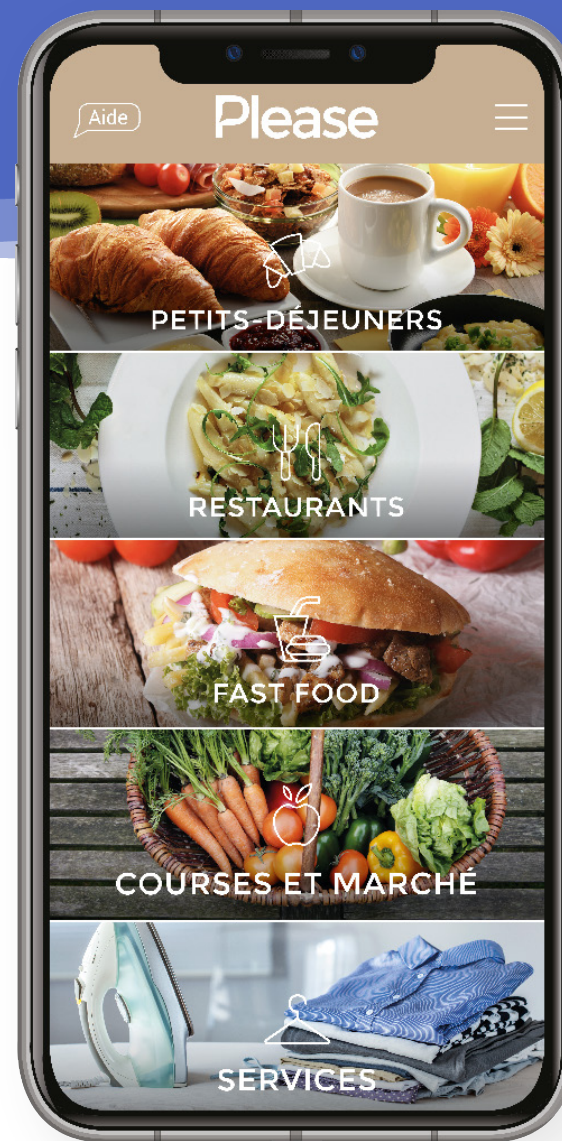 Aide
Please
PETITS-DÉJEUNERS
RESTAURANTS
FAST FOOD
COURSES ET MARCHÉ
SERVICES